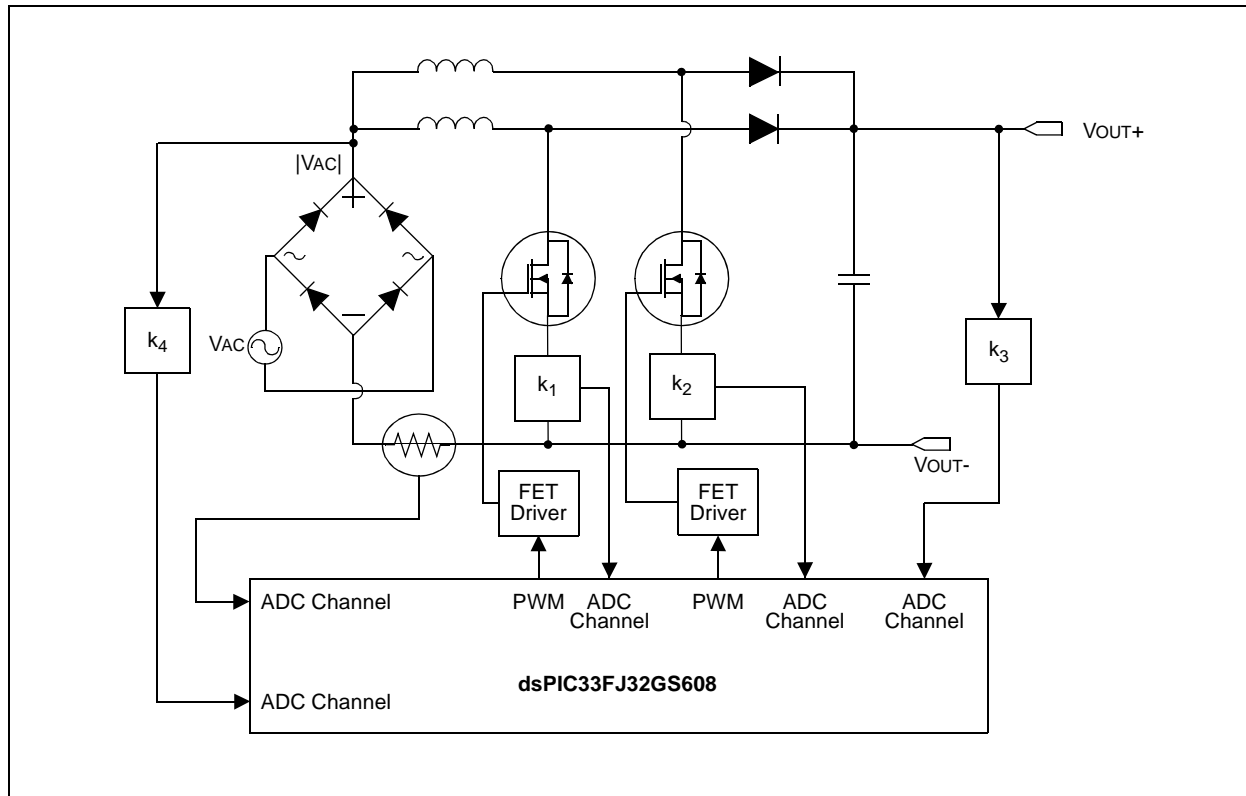 VOUT+
|VAC|
k4
VAC
k1
k2
k3
VOUT-
FET
Driver
FET
Driver
ADC Channel
PWM
ADC
Channel
PWM
ADC
Channel
ADC
Channel
dsPIC33FJ32GS608
ADC Channel